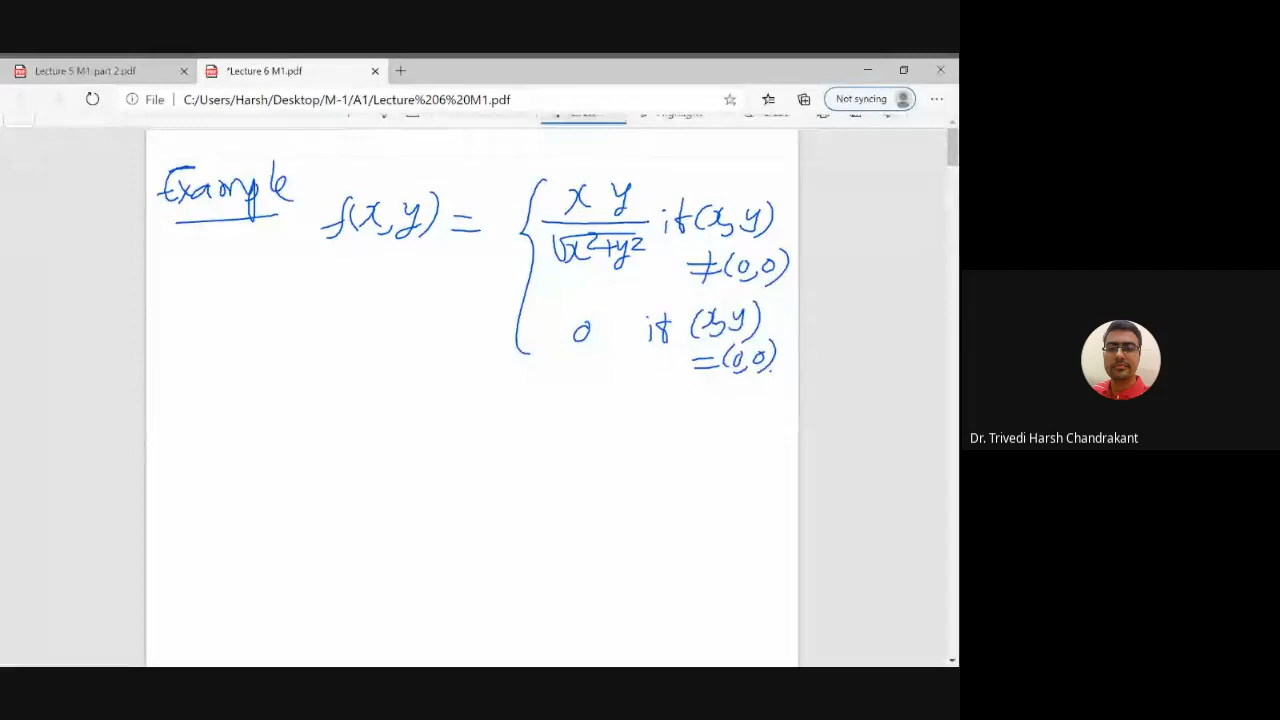 Lecture 5 M1 part 2.pdf
*Lecture 6 M1.pdf
File
C:/Users/Harsh/Desktop/M-1/A1/Lecture%206%20M1.pdf
Not syncing
Example
f(x,y) = { x y / √x²+y² if (x,y)
≠(0,0)
0 if (x,y)
=(0,0).
Dr. Trivedi Harsh Chandrakant